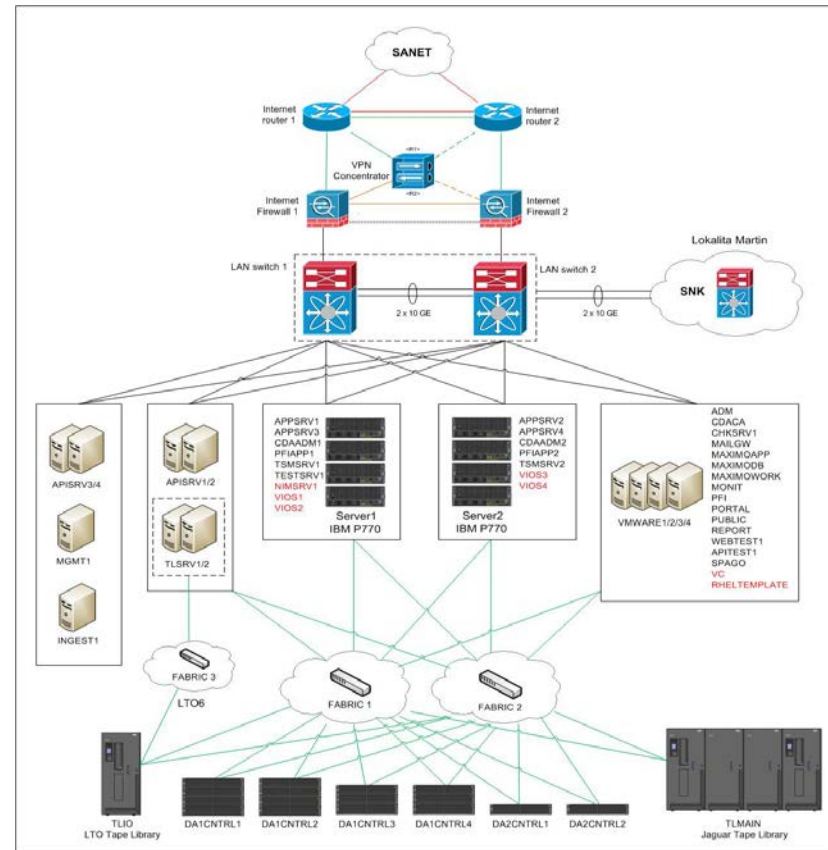 SANET
Internet
router 1
Internet
router 2
<R1>
VPN
Concentrator
<R2>
Internet
Firewall 1
Internet
Firewall 2
LAN switch 1
LAN switch 2
Lokalita Martin
SNK
2 x 10 GE
2 x 10 GE
APISRV3/4
MGMT1
INGEST1
APISRV1/2
TLSRV1/2
APPSRV1
APPSRV3
CDAADM1
PFIAPP1
TSMSRV1
TESTSRV1
NIMSRV1
VIOS1
VIOS2
Server1
IBM P770
APPSRV2
APPSRV4
CDAADM2
PFIAPP2
TSMSRV2
VIOS3
VIOS4
Server2
IBM P770
VMWARE1/2/3/4
ADM
CDACA
CHKSRV1
MAILGW
MAXIMOAPP
MAXIMODB
MAXIMOWORK
MONIT
PFI
PORTAL
PUBLIC
REPORT
WEBTEST1
APITEST1
SPAGO
VC
RHELTEMPLATE
FABRIC 3
LTO6
FABRIC 1
FABRIC 2
TLIO
LTO Tape Library
DA1CNTRL1
DA1CNTRL2
DA1CNTRL3
DA1CNTRL4
DA2CNTRL1
DA2CNTRL2
TLMAIN
Jaguar Tape Library